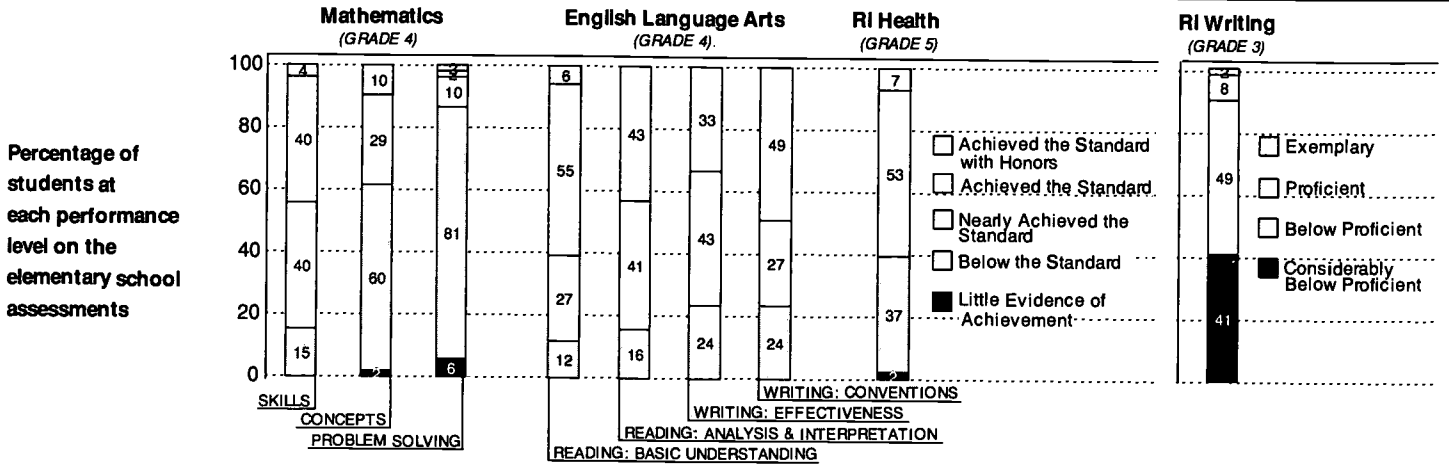 Mathematics
(GRADE 4)
English Language Arts
(GRADE 4).
RI Health
(GRADE 5)
RI Writing
(GRADE 3)
Percentage of
students at
each performance
level on the
elementary school
assessments
100
80
60
40
20
0
4
40
40
15
10
29
60
2
10
81
6
6
55
27
12
43
41
16
33
43
24
49
27
24
7
53
37
2
Achieved the Standard
with Honors
Achieved the Standard
Nearly Achieved the
Standard
Below the Standard
Little Evidence of
Achievement
8
49
41
Exemplary
Proficient
Below Proficient
Considerably
Below Proficient
SKILLS
CONCEPTS
PROBLEM SOLVING
WRITING: CONVENTIONS
WRITING: EFFECTIVENESS
READING: ANALYSIS & INTERPRETATION
READING: BASIC UNDERSTANDING